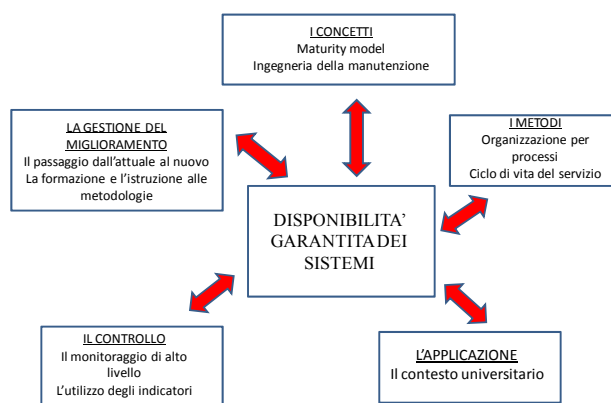 I CONCETTI
Maturity model
Ingegneria della manutenzione
LA GESTIONE DEL
MIGLIORAMENTO
Il passaggio dall'attuale al nuovo
La formazione e l'istruzione alle
metodologie
I METODI
Organizzazione per
processi
Ciclo di vita del servizio
DISPONIBILITA'
GARANTITA DEI
SISTEMI
IL CONTROLLO
Il monitoraggio di alto
livello
L'utilizzo degli indicatori
L'APPLICAZIONE
Il contesto universitario